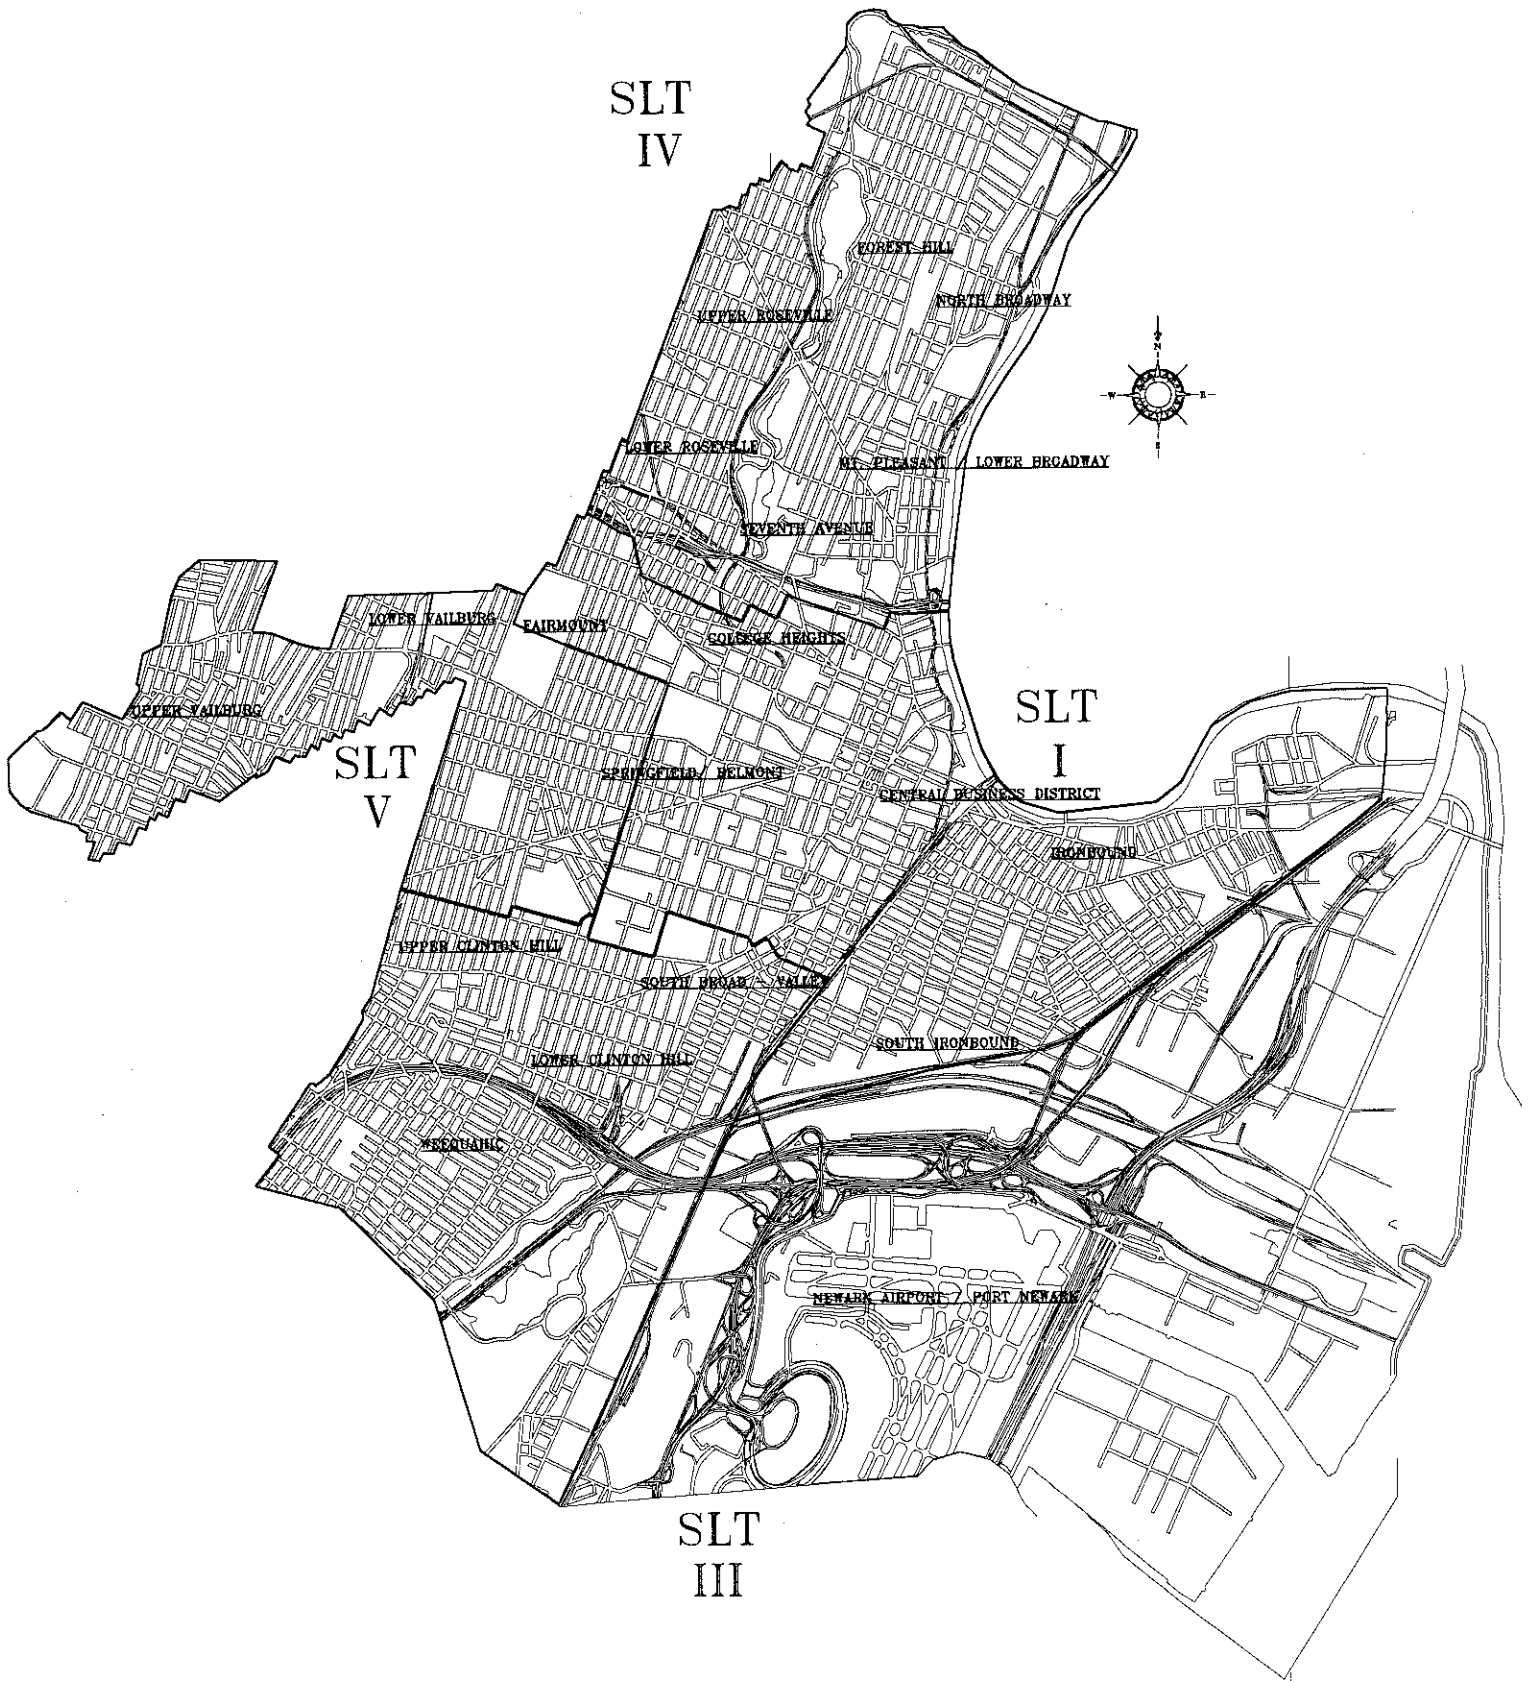 SLT
IV
FOREST HILL
NORTH BROADWAY
UPPER ROSEVILLE
N
W
E
S
LOWER ROSEVILLE
MT. PLEASANT / LOWER BROADWAY
SEVENTH AVENUE
LOWER VAILBURG
FAIRMOUNT
COLLEGE HEIGHTS
UPPER VAILBURG
SLT
I
SLT
V
SPRINGFIELD/ BELMONT
CENTRAL BUSINESS DISTRICT
IRONBOUND
UPPER CLINTON HILL
SOUTH BROAD - VALLEY
SOUTH IRONBOUND
LOWER CLINTON HILL
WEEQUAHIC
NEWARK AIRPORT / PORT NEWARK
SLT
III